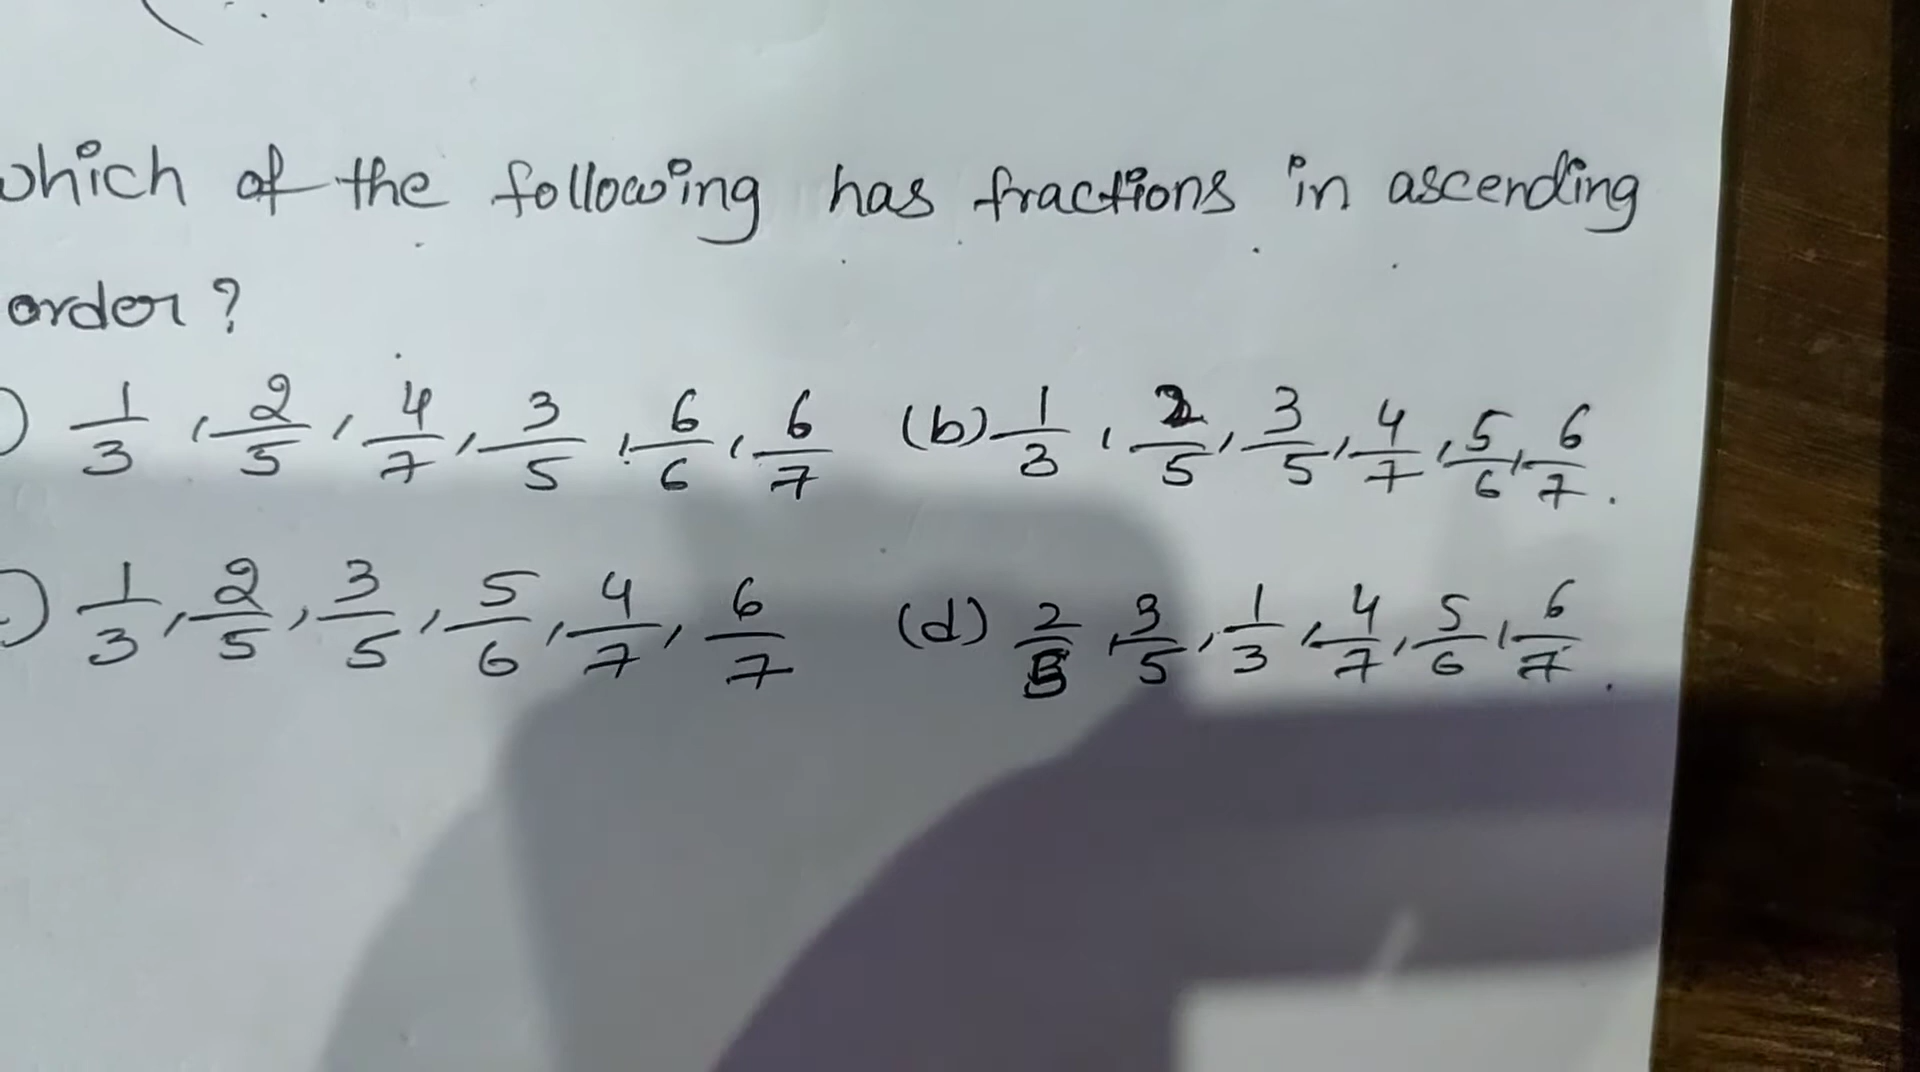 which of the following has fractions in ascending
order?
) 1/3, 2/5, 4/7, 3/5, 6/6, 6/7 (b) 1/3, 2/5, 3/5, 4/7, 5/6, 6/7.
) 1/3, 2/5, 3/5, 5/6, 4/7, 6/7 (d) 2/5, 3/5, 1/3, 4/7, 5/6, 6/7.